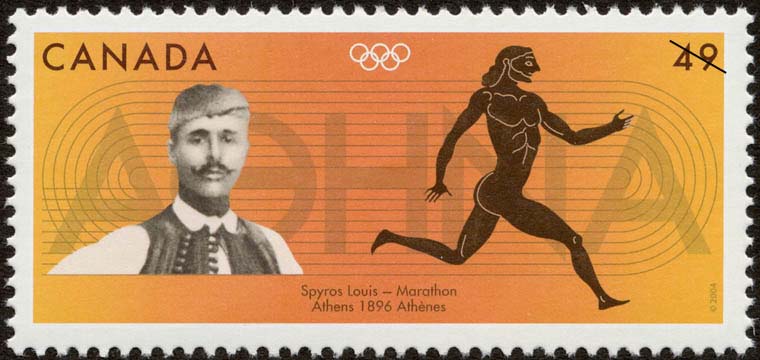 CANADA 49
ΑΘΗΝΑ
Spyros Louis – Marathon
Athens 1896 Athènes
© 2004